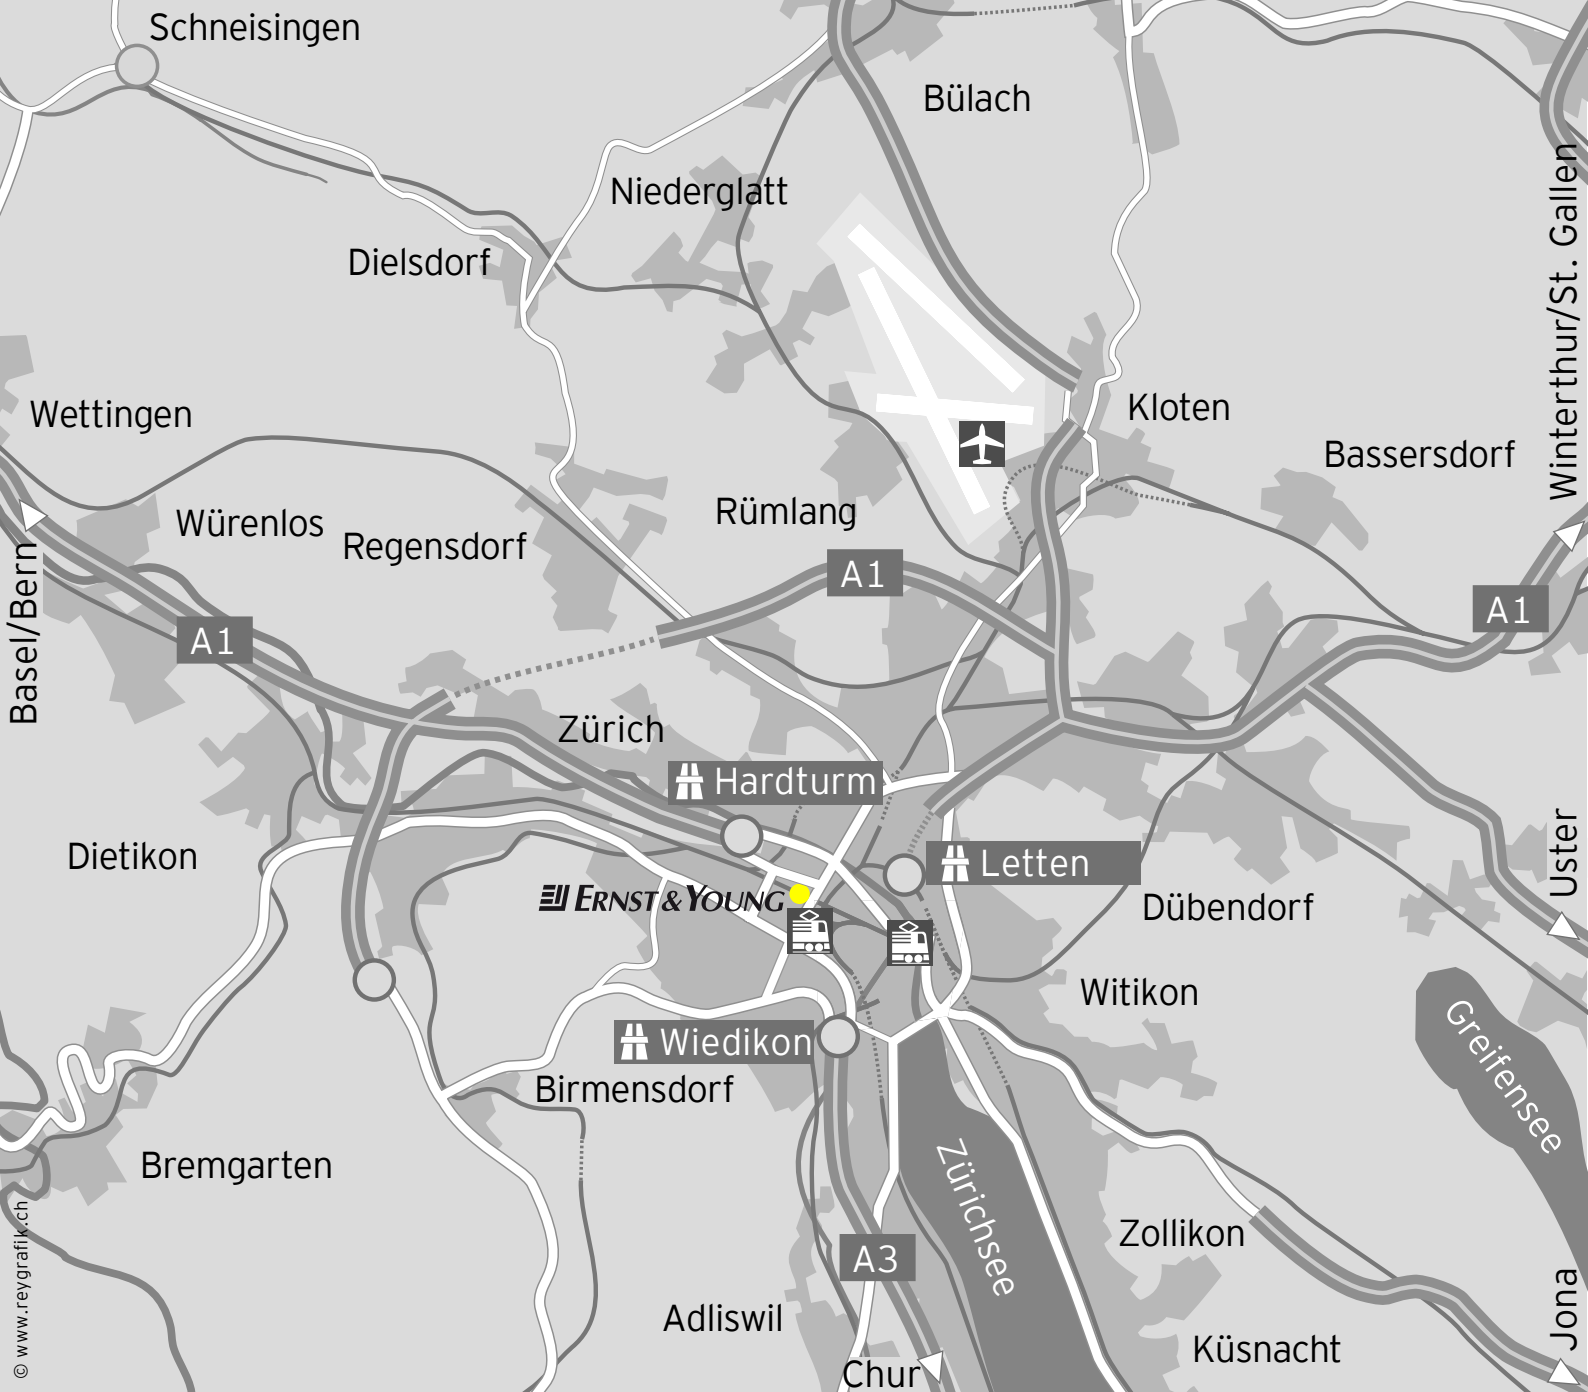 Schneisingen
Bülach
Niederglatt
Dielsdorf
Winterthur/St. Gallen
Wettingen
Kloten
Bassersdorf
Würenlos
Rümlang
Regensdorf
A1
Basel/Bern
A1
A1
Zürich
Hardturm
Dietikon
Letten
Uster
ERNST & YOUNG
Dübendorf
Witikon
Greifensee
Wiedikon
Birmensdorf
Bremgarten
Zürichsee
Zollikon
A3
© www.reygrafik.ch
Adliswil
Jona
Küsnacht
Chur